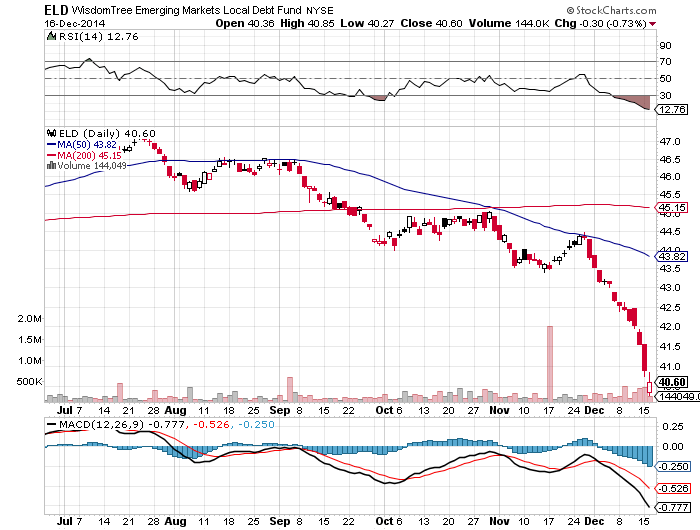 ELD WisdomTree Emerging Markets Local Debt Fund NYSE © StockCharts.com
16-Dec-2014 Open 40.36 High 40.85 Low 40.27 Close 40.60 Volume 144.0K Chg -0.30 (-0.73%)
RSI(14) 12.76
90
70
50
30
12.76
ELD (Daily) 40.60
MA(50) 43.82
MA(200) 45.15
Volume 144,049
47.0
46.5
46.0
45.15
45.0
44.5
44.0
43.82
43.5
43.0
42.5
42.0
41.5
41.0
40.60
144049.0
2.0M
1.5M
1.0M
500K
Jul 7 14 21 28 Aug 11 18 25 Sep 8 15 22 Oct 6 13 20 27 Nov 10 17 24 Dec 8 15
MACD(12,26,9) -0.777, -0.526, -0.250
0.25
0.00
-0.250
-0.526
-0.777
Jul 7 14 21 28 Aug 11 18 25 Sep 8 15 22 Oct 6 13 20 27 Nov 10 17 24 Dec 8 15